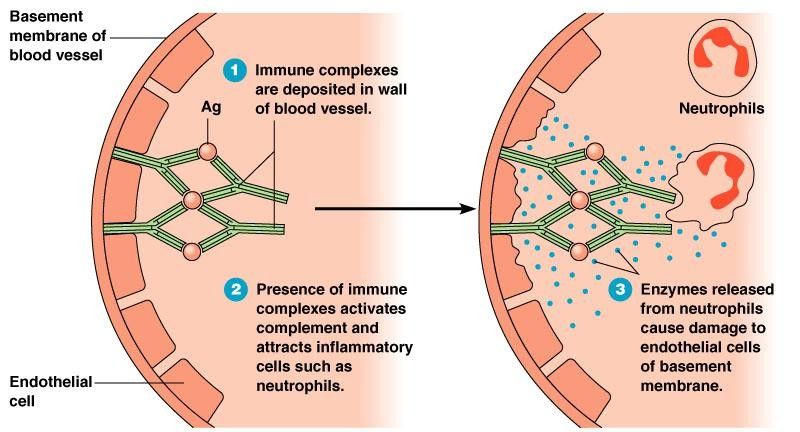 Basement
membrane of
blood vessel
1 Immune complexes
are deposited in wall
of blood vessel.
Ag
2 Presence of immune
complexes activates
complement and
attracts inflammatory
cells such as
neutrophils.
Endothelial
cell
Neutrophils
3 Enzymes released
from neutrophils
cause damage to
endothelial cells
of basement
membrane.